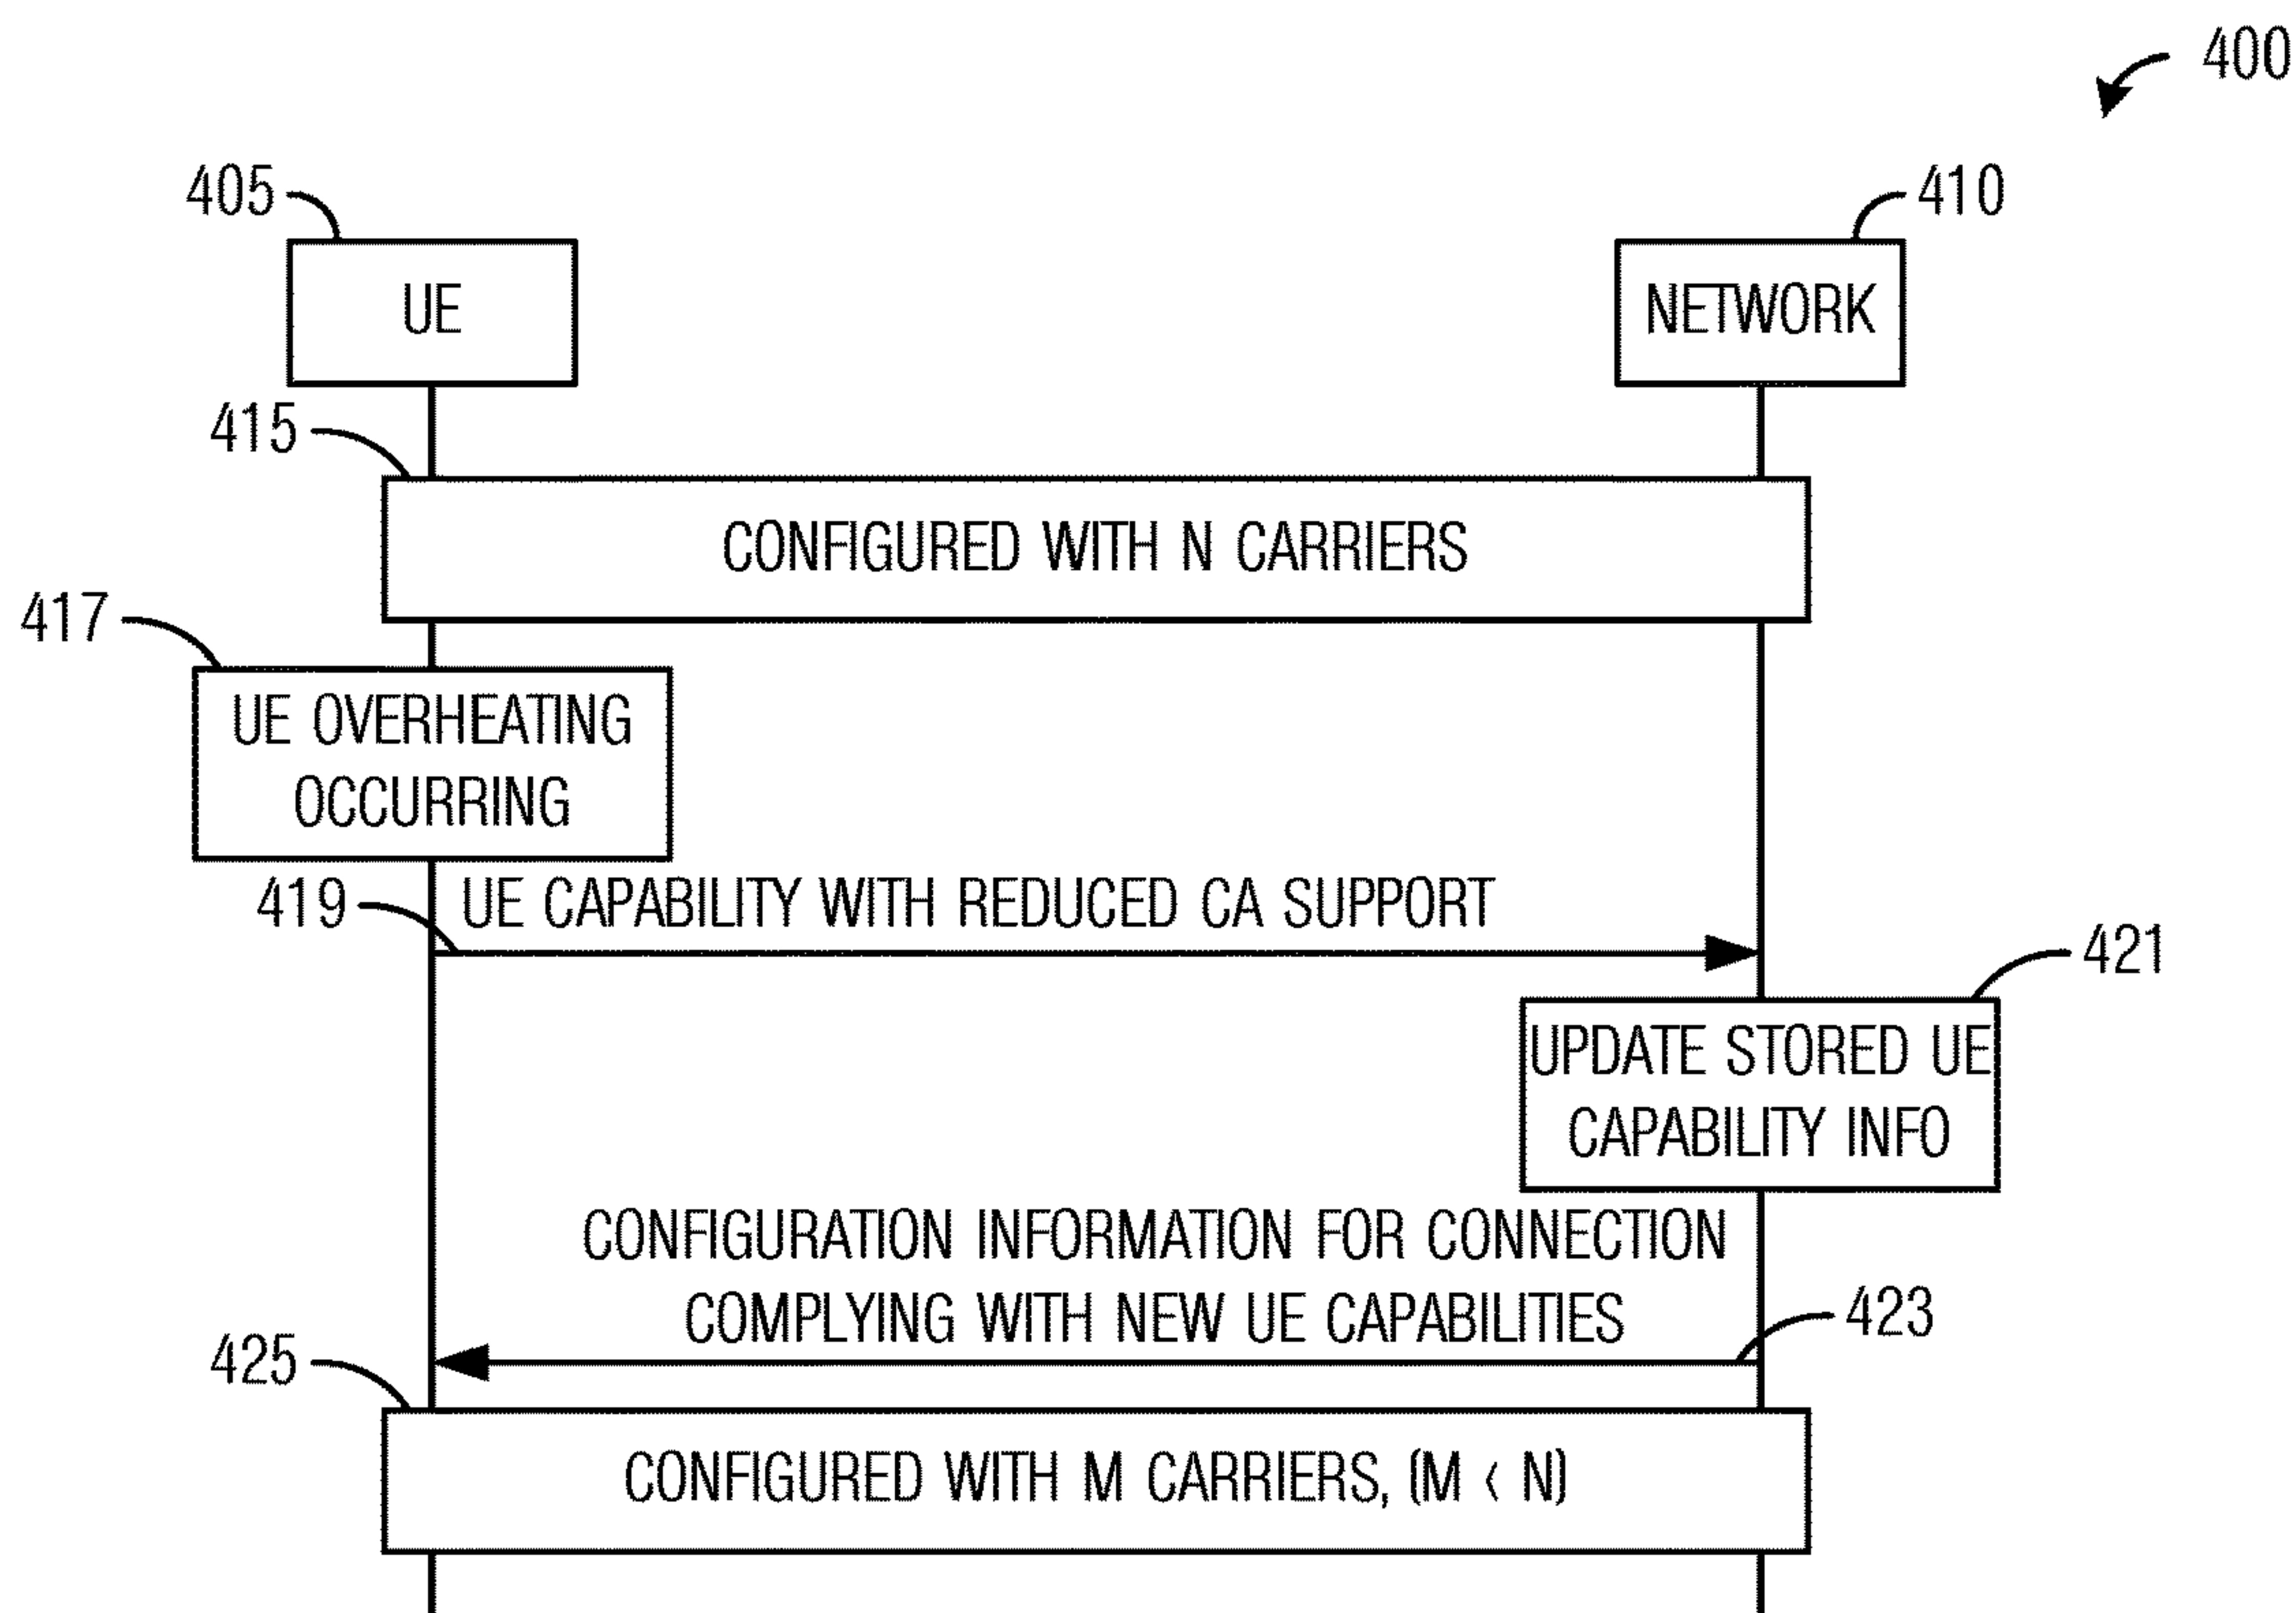 400
405
410
UE
NETWORK
415
CONFIGURED WITH N CARRIERS
417
UE OVERHEATING
OCCURRING
419
UE CAPABILITY WITH REDUCED CA SUPPORT
421
UPDATE STORED UE
CAPABILITY INFO
CONFIGURATION INFORMATION FOR CONNECTION
COMPLYING WITH NEW UE CAPABILITIES
423
425
CONFIGURED WITH M CARRIERS, (M < N)